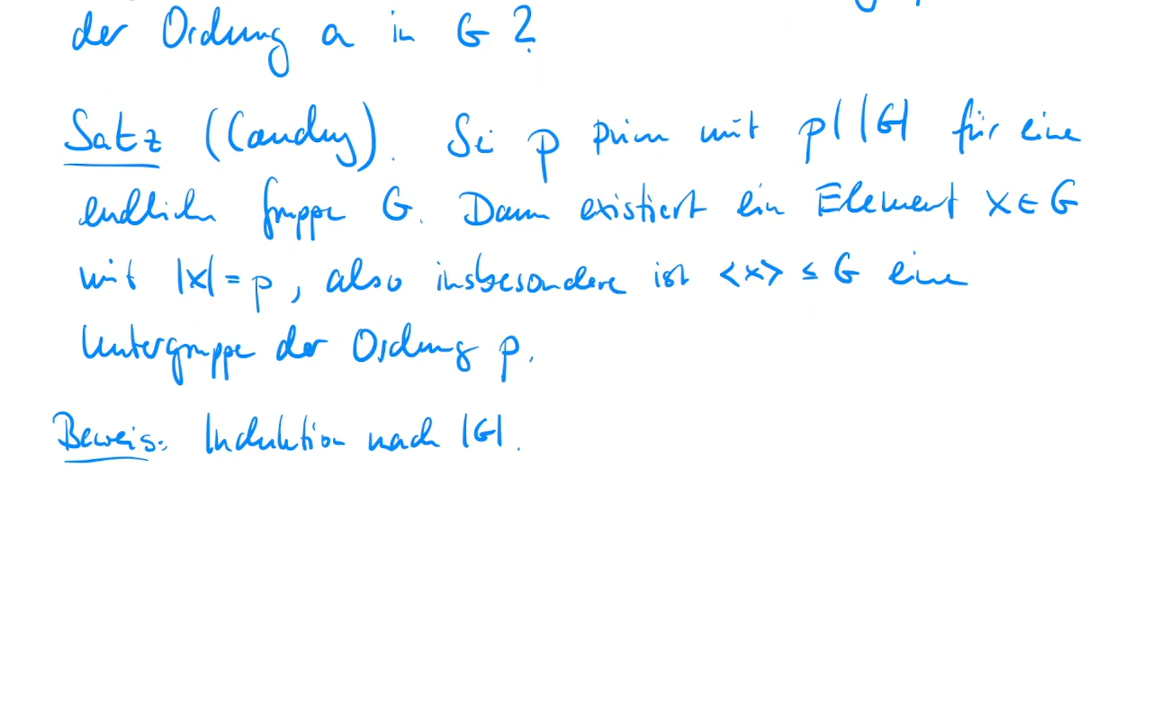 der Ordnung a in G?
Satz (Cauchy). Sei p prim mit p | |G| für eine
endliche Gruppe G. Dann existiert ein Element x ∈ G
mit |x| = p, also insbesondere ist <x> ≤ G eine
Untergruppe der Ordnung p.
Beweis: Induktion nach |G|.